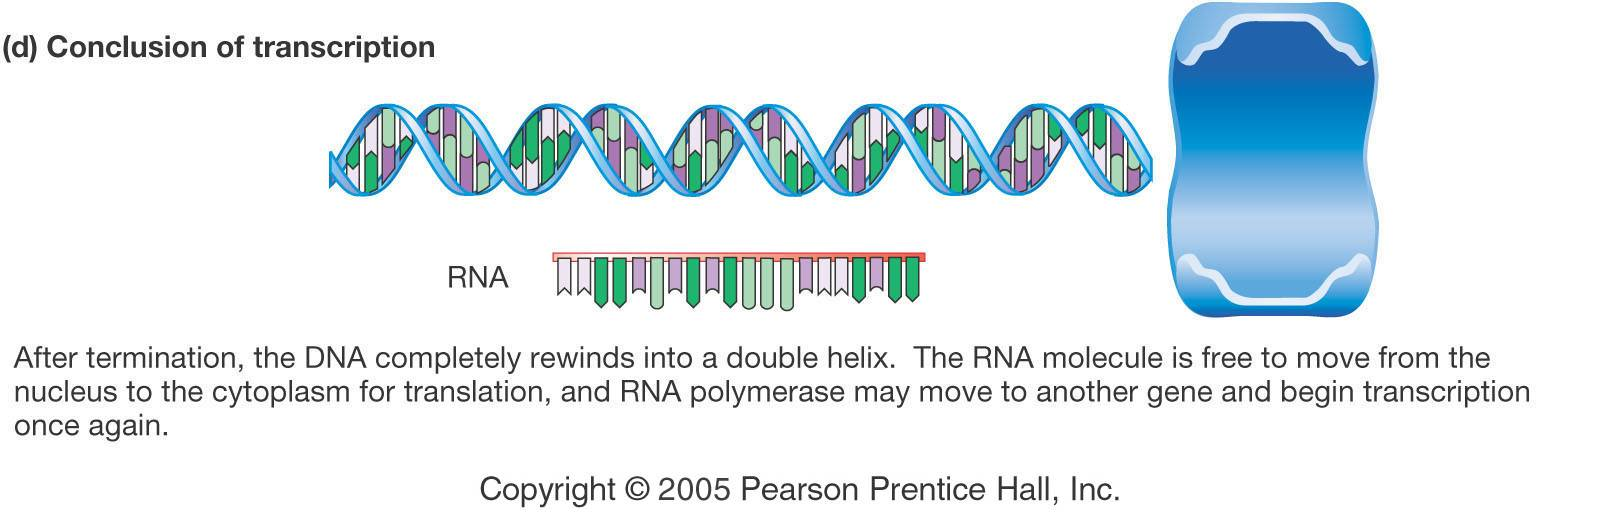 (d) Conclusion of transcription
RNA
After termination, the DNA completely rewinds into a double helix.  The RNA molecule is free to move from the
nucleus to the cytoplasm for translation, and RNA polymerase may move to another gene and begin transcription
once again.
Copyright © 2005 Pearson Prentice Hall, Inc.